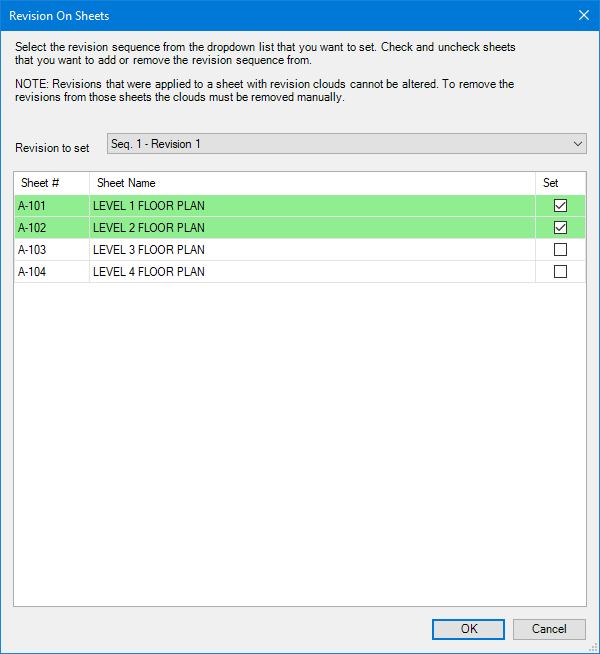 Revision On Sheets
Select the revision sequence from the dropdown list that you want to set. Check and uncheck sheets
that you want to add or remove the revision sequence from.
NOTE: Revisions that were applied to a sheet with revision clouds cannot be altered. To remove the
revisions from those sheets the clouds must be removed manually.
Revision to set Seq. 1 - Revision 1
Sheet # Sheet Name Set
A-101 LEVEL 1 FLOOR PLAN
A-102 LEVEL 2 FLOOR PLAN
A-103 LEVEL 3 FLOOR PLAN
A-104 LEVEL 4 FLOOR PLAN
OK Cancel